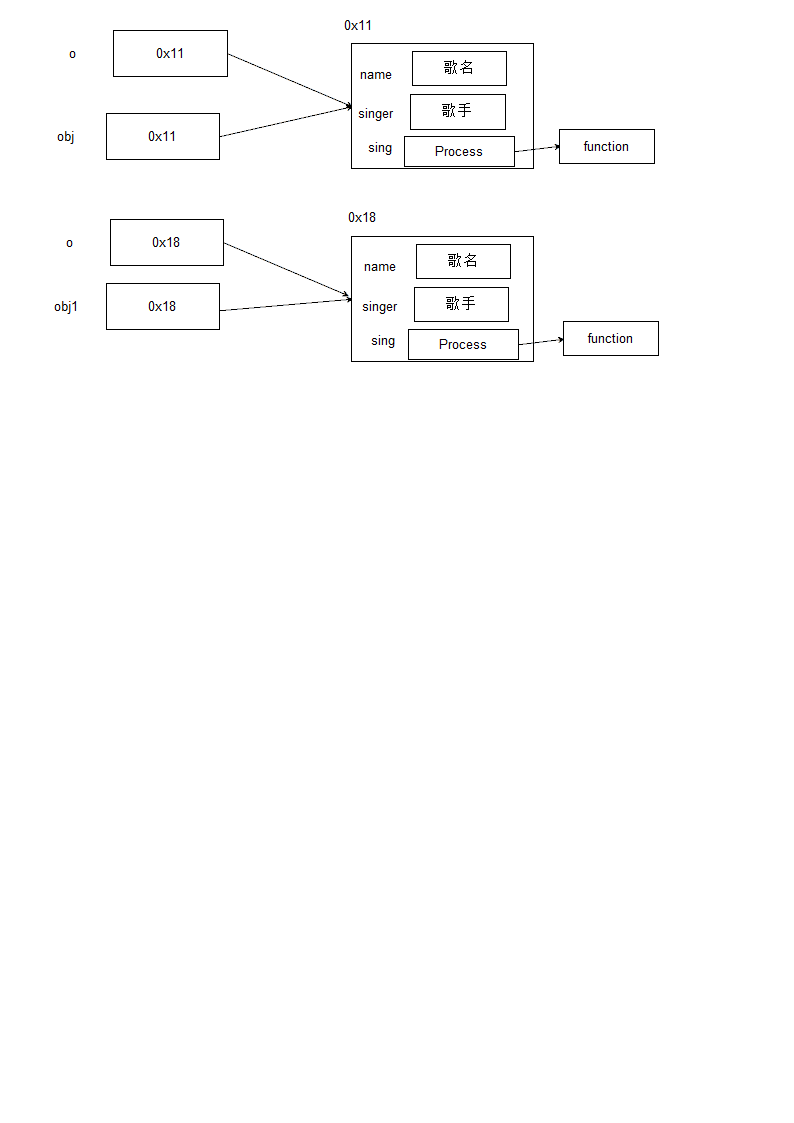 0x11
o
0x11
name
歌名
singer
歌手
obj
0x11
sing
Process
function
0x18
o
0x18
name
歌名
singer
歌手
obj1
0x18
sing
Process
function